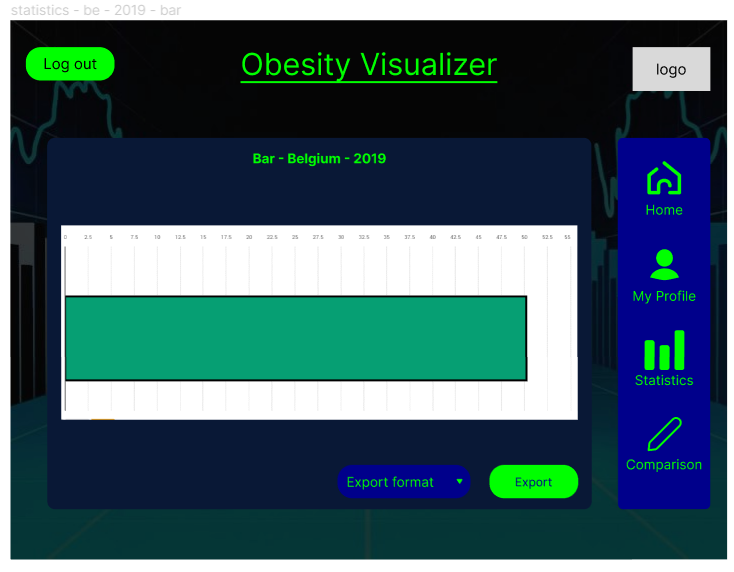 statistics - be - 2019 - bar
Log out
Obesity Visualizer
logo
Bar - Belgium - 2019
0 2.5 5 7.5 10 12.5 15 17.5 20 22.5 25 27.5 30 32.5 35 37.5 40 42.5 45 47.5 50 52.5 55
Home
My Profile
Statistics
Comparison
Export format
Export